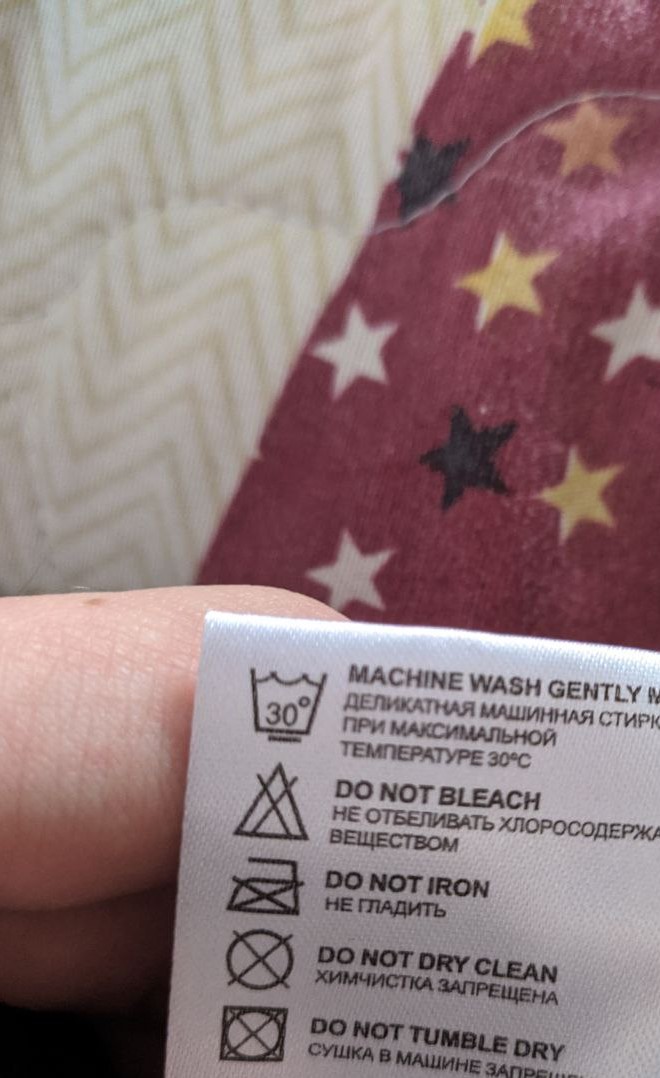 30°
MACHINE WASH GENTLY
ДЕЛИКАТНАЯ МАШИННАЯ
ПРИ МАКСИМАЛЬНОЙ
ТЕМПЕРАТУРЕ 30°C
DO NOT BLEACH
НЕ ОТБЕЛИВАТЬ
ВЕЩЕСТВОМ
DO NOT IRON
НЕ ГЛАДИТЬ
DO NOT DRY CLEAN
ХИМЧИСТКА ЗАПРЕЩЕНА
DO NOT TUMBLE DRY
СУШКА В МАШИНЕ